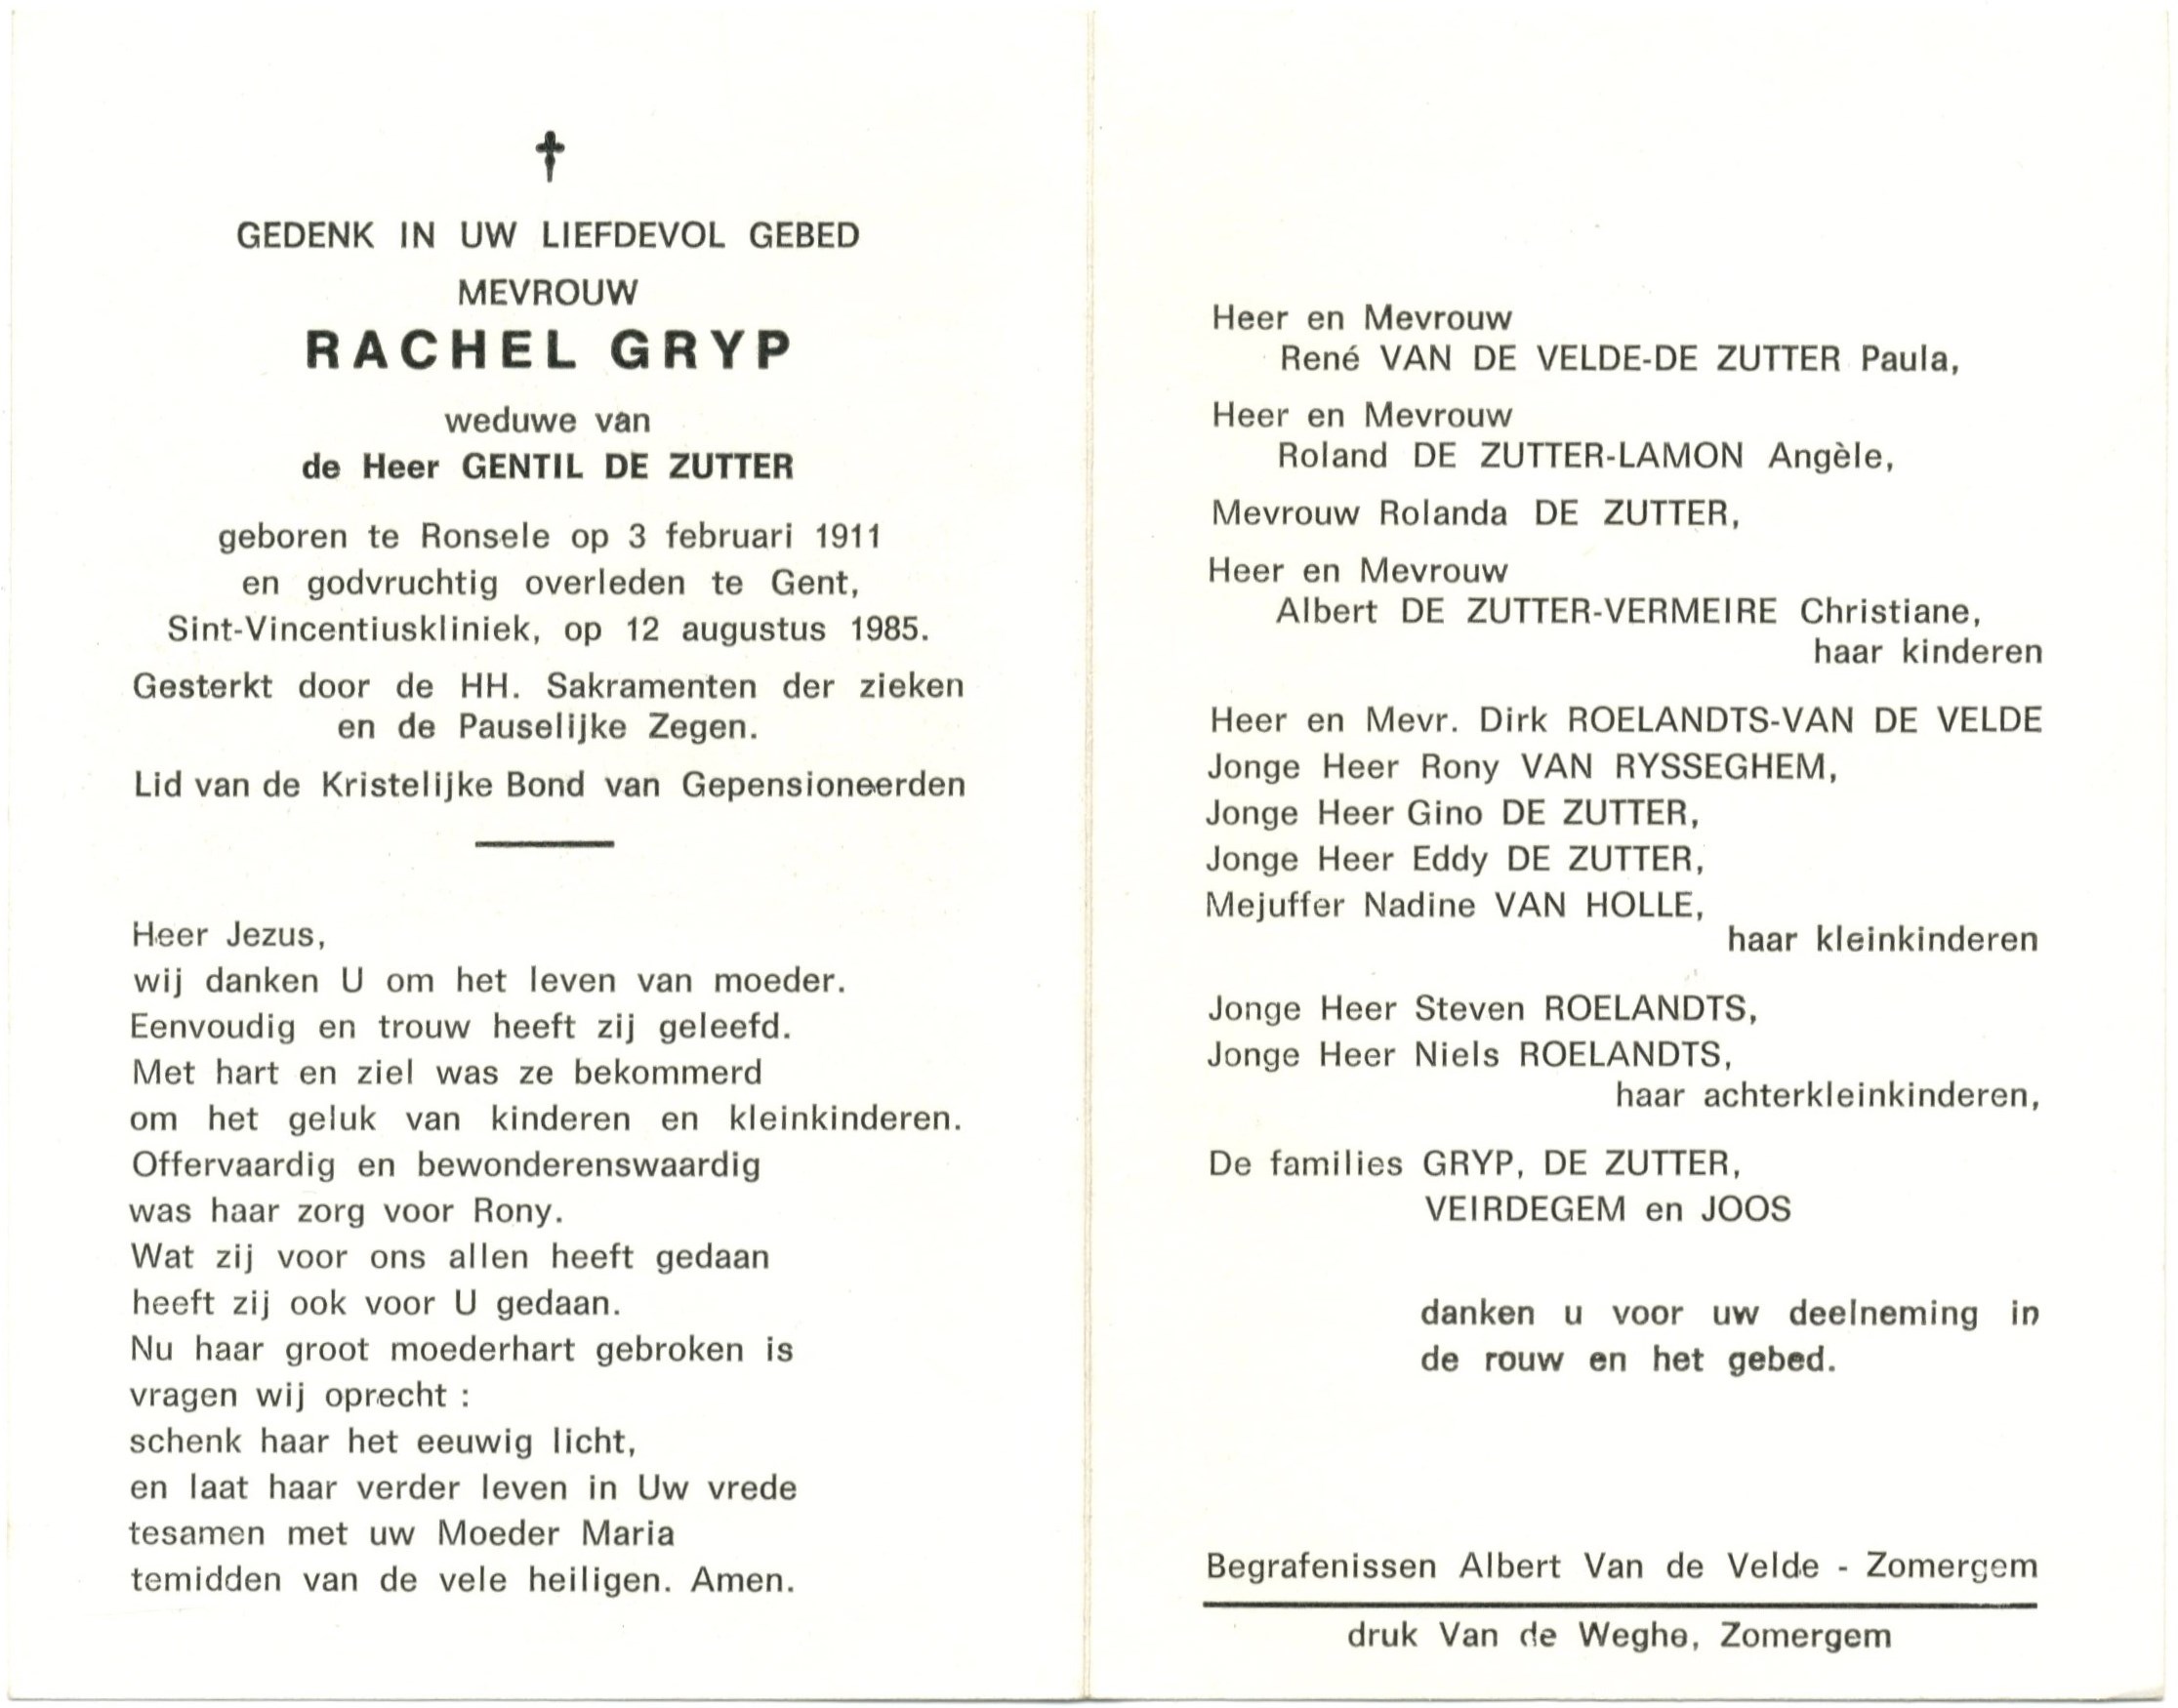 GEDENK IN UW LIEFDEVOL GEBED
MEVROUW
RACHEL GRYP
weduwe van
de Heer GENTIL DE ZUTTER
geboren te Ronsele op 3 februari 1911
en godvruchtig overleden te Gent,
Sint-Vincentiuskliniek, op 12 augustus 1985.
Gesterkt door de HH. Sakramenten der zieken
en de Pauselijke Zegen.
Lid van de Kristelijke Bond van Gepensioneerden
Heer Jezus,
wij danken U om het leven van moeder.
Eenvoudig en trouw heeft zij geleefd.
Met hart en ziel was ze bekommerd
om het geluk van kinderen en kleinkinderen.
Offervaardig en bewonderenswaardig
was haar zorg voor Rony.
Wat zij voor ons allen heeft gedaan
heeft zij ook voor U gedaan.
Nu haar groot moederhart gebroken is
vragen wij oprecht :
schenk haar het eeuwig licht,
en laat haar verder leven in Uw vrede
tesamen met uw Moeder Maria
temidden van de vele heiligen. Amen.
Heer en Mevrouw
René VAN DE VELDE-DE ZUTTER Paula,
Heer en Mevrouw
Roland DE ZUTTER-LAMON Angèle,
Mevrouw Rolanda DE ZUTTER,
Heer en Mevrouw
Albert DE ZUTTER-VERMEIRE Christiane,
haar kinderen
Heer en Mevr. Dirk ROELANDTS-VAN DE VELDE
Jonge Heer Rony VAN RYSSEGHEM,
Jonge Heer Gino DE ZUTTER,
Jonge Heer Eddy DE ZUTTER,
Mejuffer Nadine VAN HOLLE,
haar kleinkinderen
Jonge Heer Steven ROELANDTS,
Jonge Heer Niels ROELANDTS,
haar achterkleinkinderen,
De families GRYP, DE ZUTTER,
VEIRDEGEM en JOOS
danken u voor uw deelneming in
de rouw en het gebed.
Begrafenissen Albert Van de Velde - Zomergem
druk Van de Weghe, Zomergem